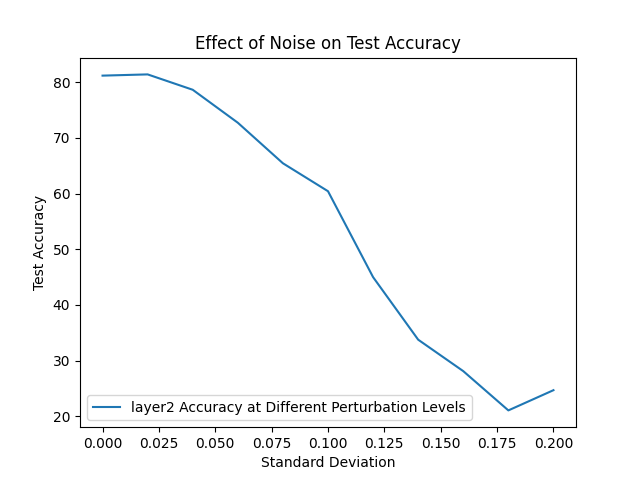 Effect of Noise on Test Accuracy
80
70
60
50
40
30
20
Test Accuracy
layer2 Accuracy at Different Perturbation Levels
0.000 0.025 0.050 0.075 0.100 0.125 0.150 0.175 0.200
Standard Deviation